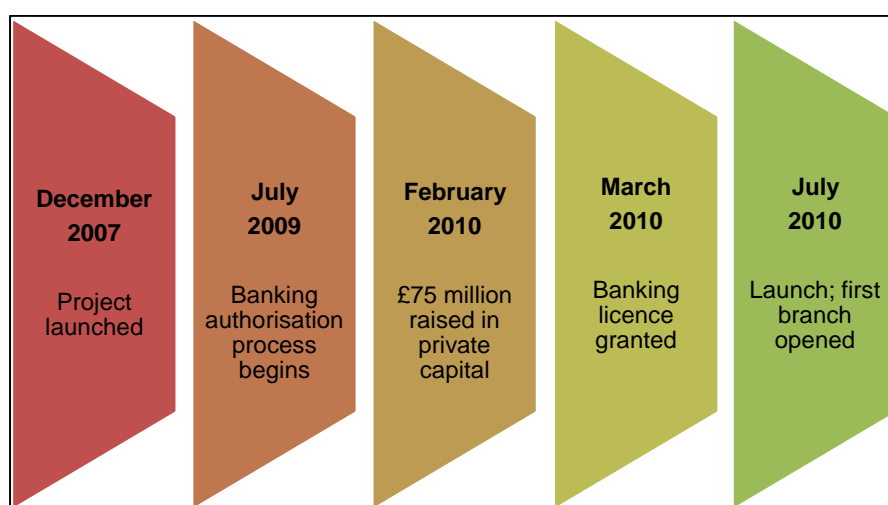 December
2007
Project
launched
July
2009
Banking
authorisation
process
begins
February
2010
£75 million
raised in
private
capital
March
2010
Banking
licence
granted
July
2010
Launch; first
branch
opened